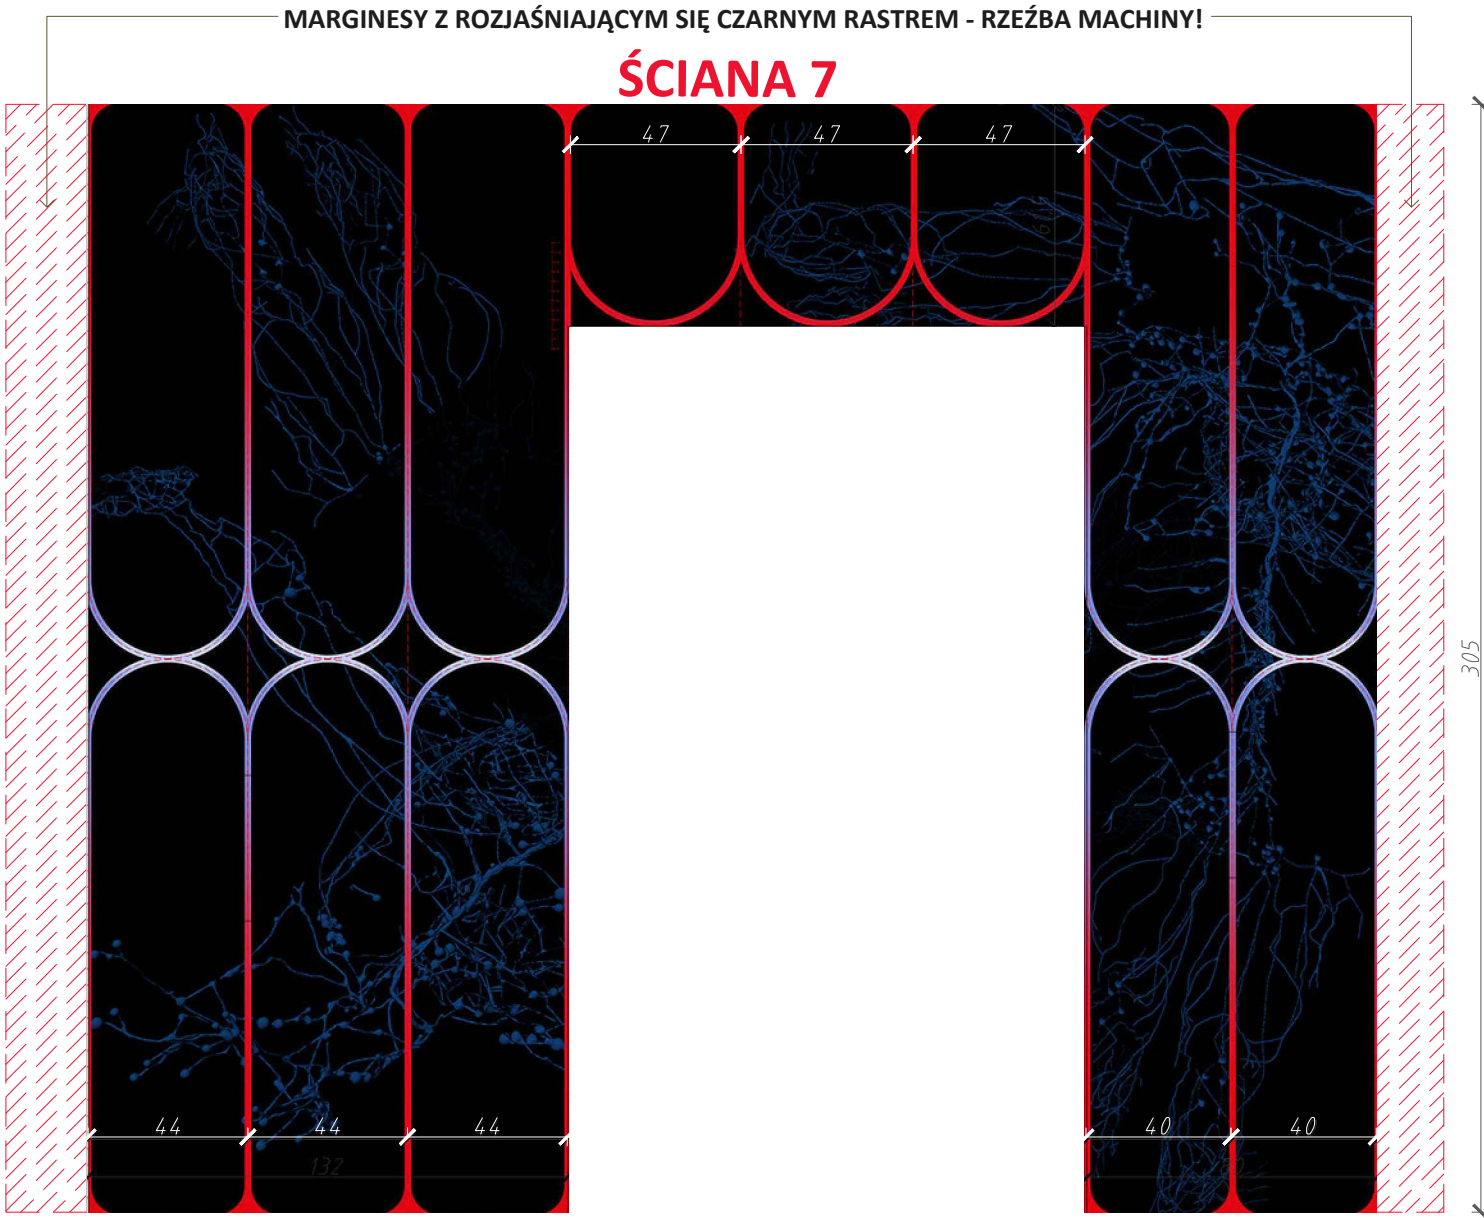 MARGINESY Z ROZJAŚNIAJĄCYM SIĘ CZARNYM RASTREM - RZEŹBA MACHINY!
ŚCIANA 7
47 47 47
305
44 44 44 40 40
132 80